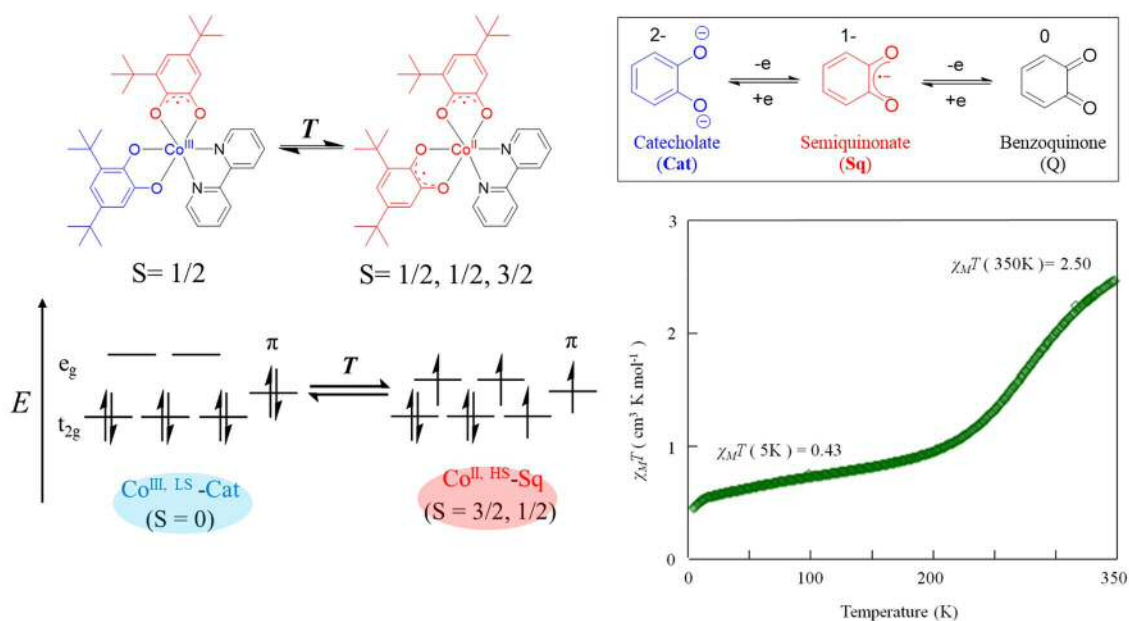 O
O
O
O
Co^III
N
N
T
O
O
O
O
Co^II
N
N
S= 1/2
S= 1/2, 1/2, 3/2
2-
O
⊖
O
⊖
-e
+e
1-
O
O
-e
+e
0
O
O
Catecholate
(Cat)
Semiquinonate
(Sq)
Benzoquinone
(Q)
E
e_g
t_2g
π
T
π
Co^III, LS -Cat
(S = 0)
Co^II, HS-Sq
(S = 3/2, 1/2)
3
2
1
0
χ_M T ( cm³ K mol⁻¹ )
χ_M T ( 350K )= 2.50
χ_M T ( 5K ) = 0.43
0
100
200
350
Temperature (K)